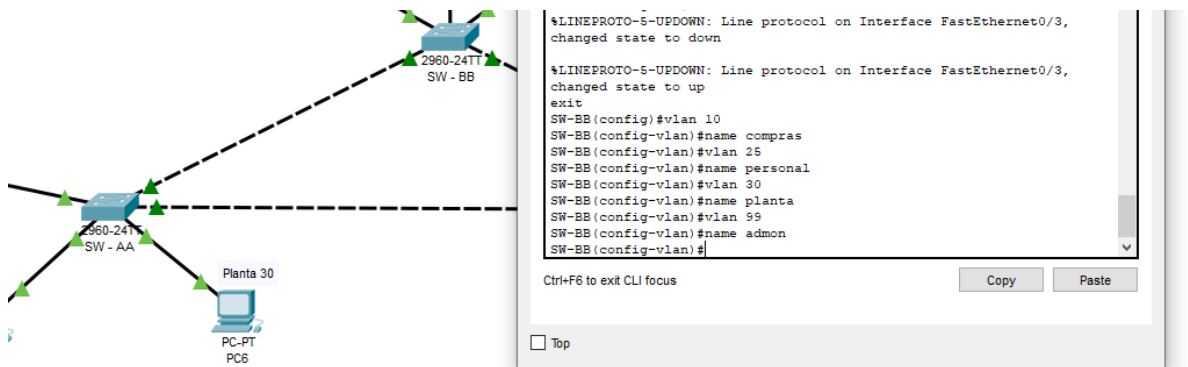 2960-24TT
SW - BB
2960-24TT
SW - AA
Planta 30
PC-PT
PC6
%LINEPROTO-5-UPDOWN: Line protocol on Interface FastEthernet0/3,
changed state to down
%LINEPROTO-5-UPDOWN: Line protocol on Interface FastEthernet0/3,
changed state to up
exit
SW-BB(config)#vlan 10
SW-BB(config-vlan)#name compras
SW-BB(config-vlan)#vlan 25
SW-BB(config-vlan)#name personal
SW-BB(config-vlan)#vlan 30
SW-BB(config-vlan)#name planta
SW-BB(config-vlan)#vlan 99
SW-BB(config-vlan)#name admon
SW-BB(config-vlan)#
Ctrl+F6 to exit CLI focus
Copy
Paste
Top